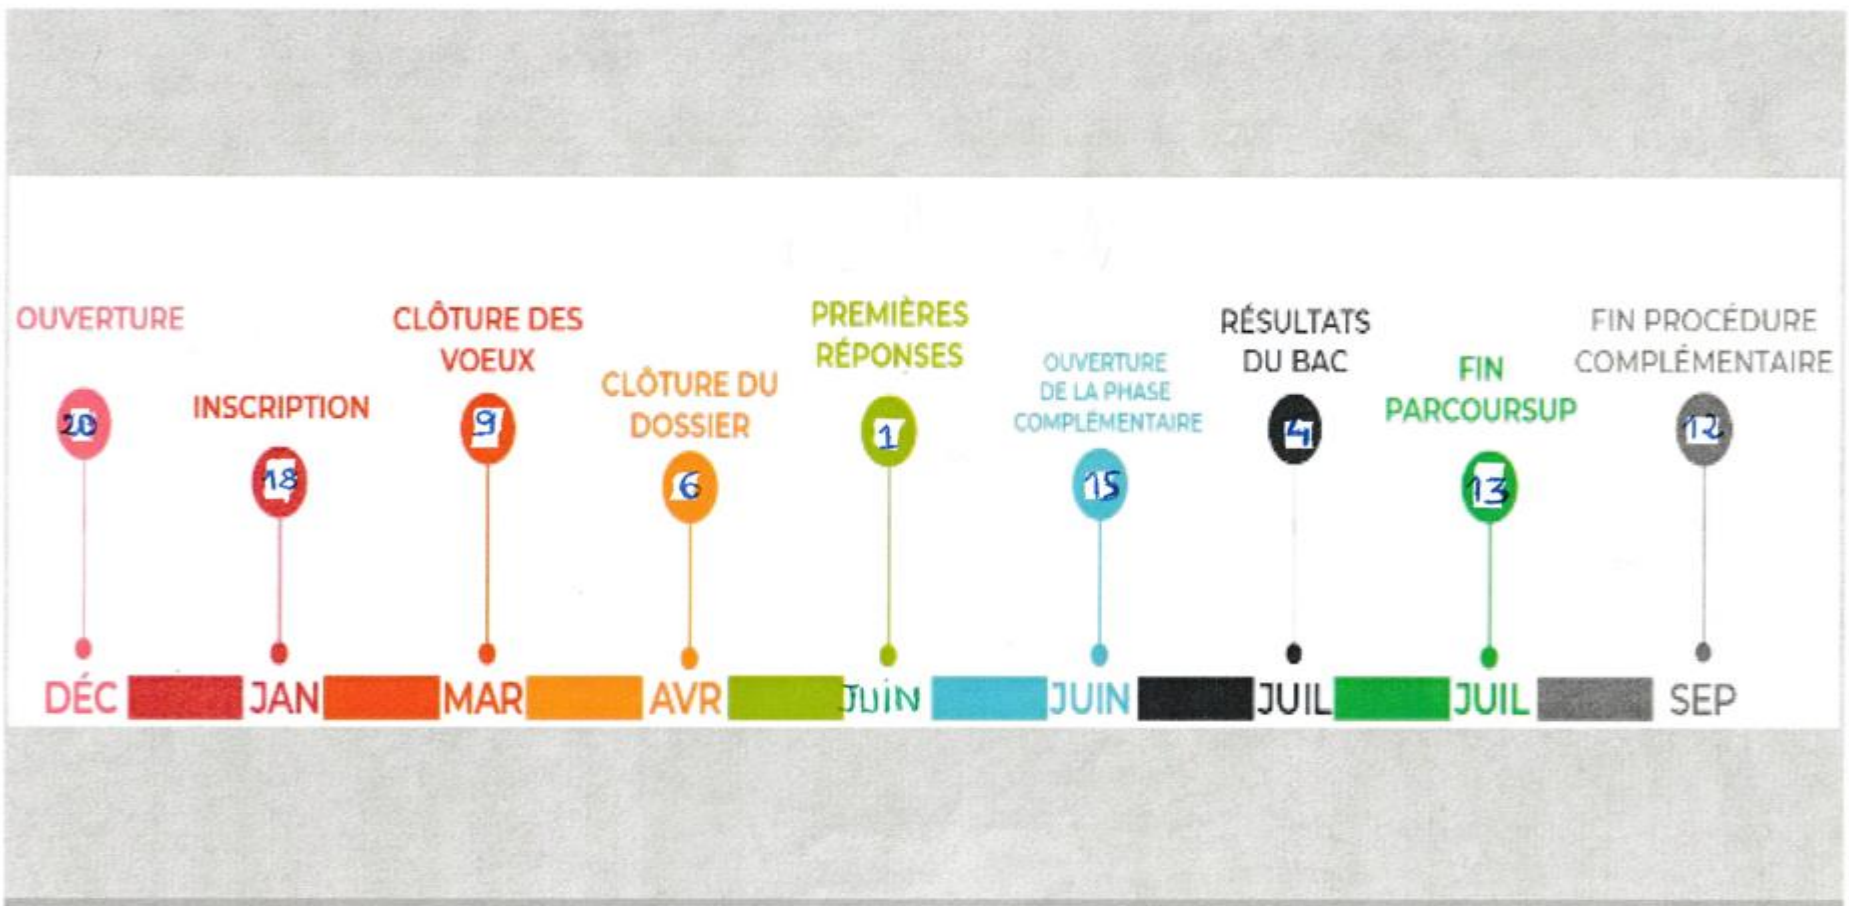 OUVERTURE
20
DÉC
INSCRIPTION
18
JAN
CLÔTURE DES
VOEUX
9
MAR
CLÔTURE DU
DOSSIER
6
AVR
PREMIÈRES
RÉPONSES
1
JUIN
OUVERTURE
DE LA PHASE
COMPLÉMENTAIRE
15
JUIN
RÉSULTATS
DU BAC
4
JUIL
FIN
PARCOURSUP
13
JUIL
FIN PROCÉDURE
COMPLÉMENTAIRE
12
SEP